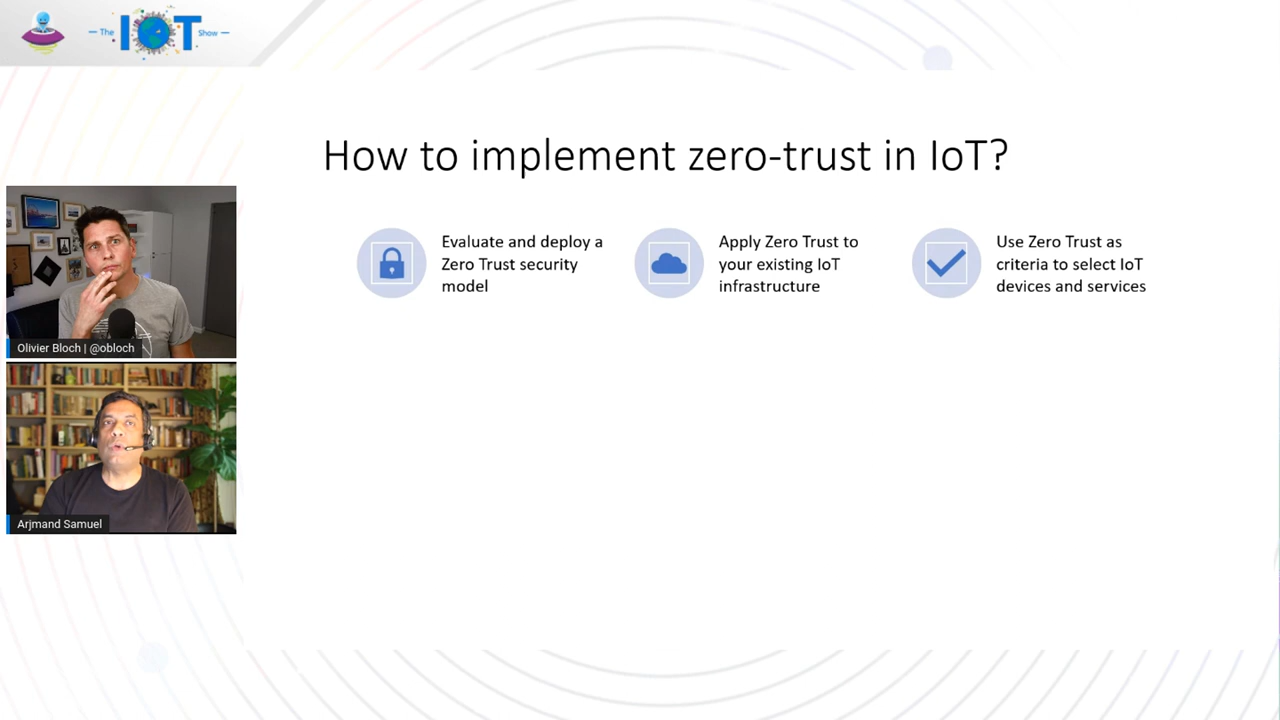 The IOT Show
How to implement zero-trust in IoT?
Evaluate and deploy a
Zero Trust security
model
Apply Zero Trust to
your existing IoT
infrastructure
Use Zero Trust as
criteria to select IoT
devices and services
Olivier Bloch | @obloch
Arjmand Samuel